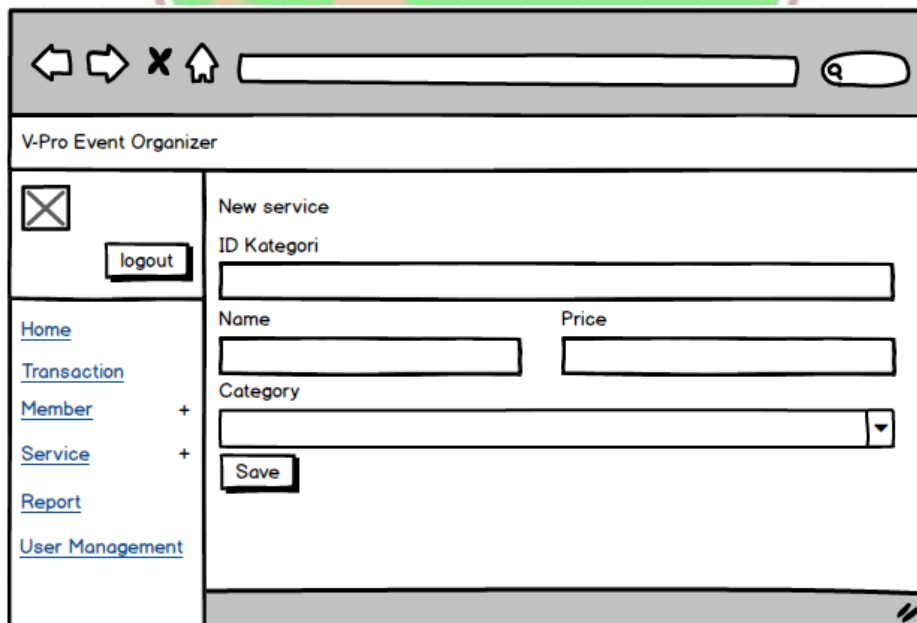 V-Pro Event Organizer
logout
Home
Transaction
Member +
Service +
Report
User Management
New service
ID Kategori
Name Price
Category
Save